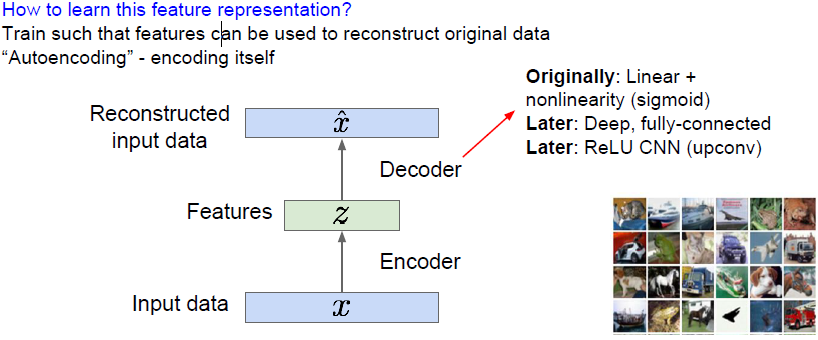 How to learn this feature representation?
Train such that features can be used to reconstruct original data
“Autoencoding” - encoding itself
Originally: Linear +
nonlinearity (sigmoid)
Later: Deep, fully-connected
Later: ReLU CNN (upconv)
Reconstructed
input data
x̂
Decoder
Features
z
Encoder
Input data
x